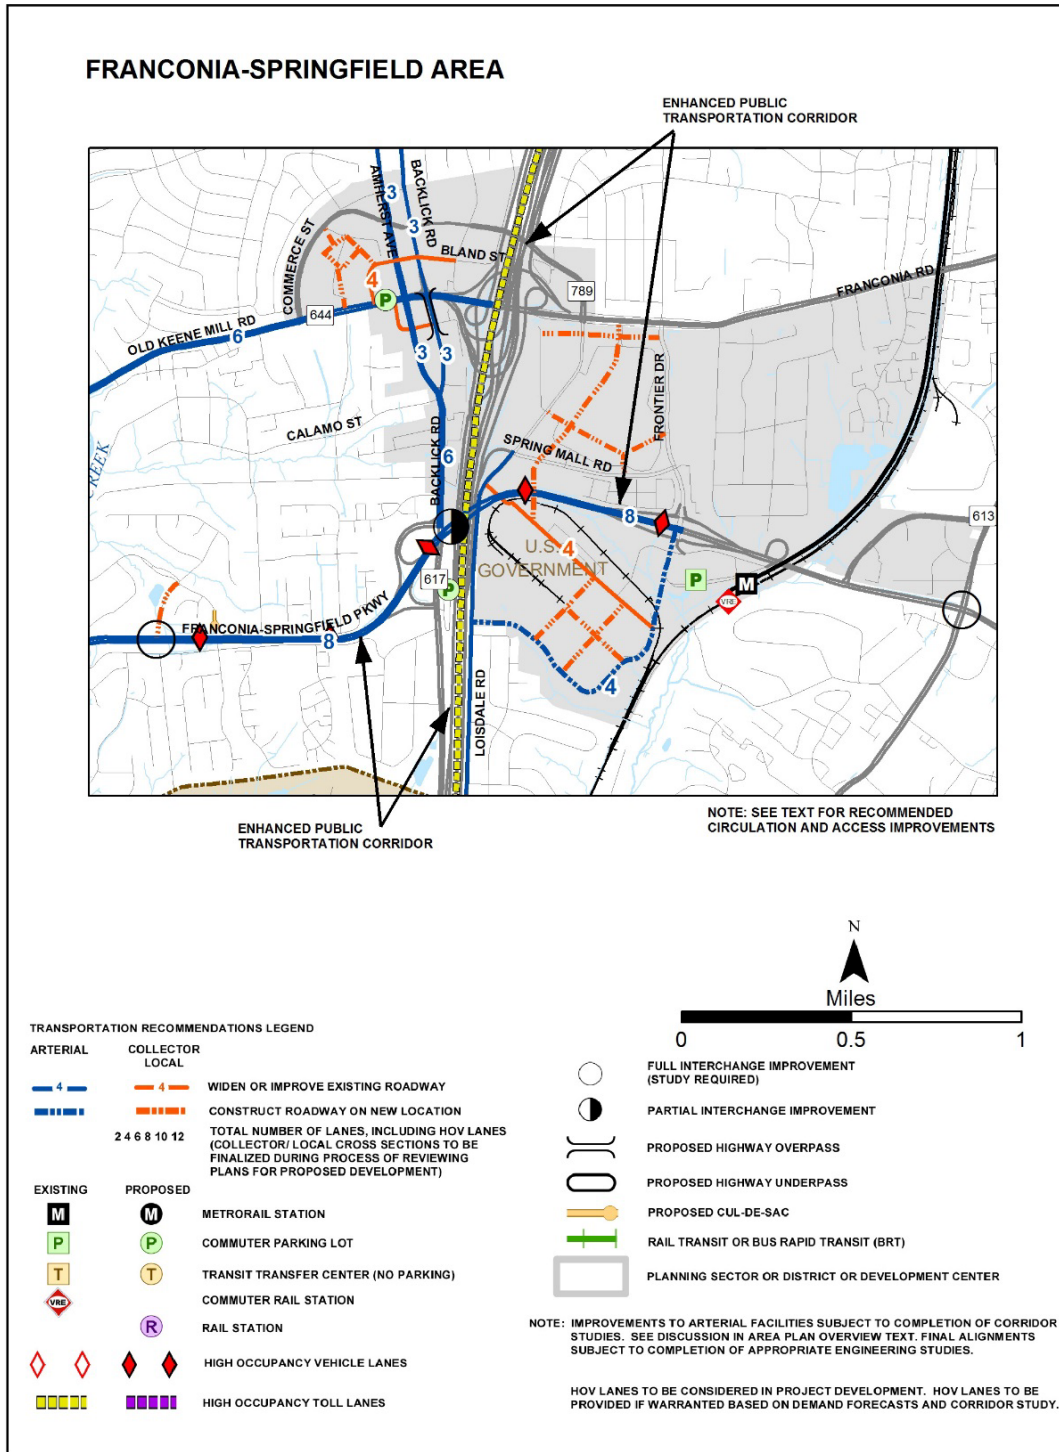 FRANCONIA-SPRINGFIELD AREA
ENHANCED PUBLIC
TRANSPORTATION CORRIDOR
COMMERCE ST
AMHERST AVE
BACKLICK RD
3
3
BLAND ST
4
P
789
FRANCONIA RD
644
OLD KEENE MILL RD
6
3
3
FRONTIER DR
CALAMO ST
CREEK
BACKLICK RD
6
SPRING MALL RD
8
613
U.S.
GOVERNMENT
4
617
P
P
M
VRE
FRANCONIA-SPRINGFIELD PKWY
8
4
LOISDALE RD
ENHANCED PUBLIC
TRANSPORTATION CORRIDOR
NOTE: SEE TEXT FOR RECOMMENDED
CIRCULATION AND ACCESS IMPROVEMENTS
N
Miles
0 0.5 1
TRANSPORTATION RECOMMENDATIONS LEGEND
ARTERIAL
COLLECTOR
LOCAL
4 4 WIDEN OR IMPROVE EXISTING ROADWAY
CONSTRUCT ROADWAY ON NEW LOCATION
2 4 6 8 10 12 TOTAL NUMBER OF LANES, INCLUDING HOV LANES
(COLLECTOR/ LOCAL CROSS SECTIONS TO BE
FINALIZED DURING PROCESS OF REVIEWING
PLANS FOR PROPOSED DEVELOPMENT)
EXISTING PROPOSED
M M METRORAIL STATION
P P COMMUTER PARKING LOT
T T TRANSIT TRANSFER CENTER (NO PARKING)
VRE COMMUTER RAIL STATION
R RAIL STATION
HIGH OCCUPANCY VEHICLE LANES
HIGH OCCUPANCY TOLL LANES
FULL INTERCHANGE IMPROVEMENT
(STUDY REQUIRED)
PARTIAL INTERCHANGE IMPROVEMENT
PROPOSED HIGHWAY OVERPASS
PROPOSED HIGHWAY UNDERPASS
PROPOSED CUL-DE-SAC
RAIL TRANSIT OR BUS RAPID TRANSIT (BRT)
PLANNING SECTOR OR DISTRICT OR DEVELOPMENT CENTER
NOTE: IMPROVEMENTS TO ARTERIAL FACILITIES SUBJECT TO COMPLETION OF CORRIDOR
STUDIES. SEE DISCUSSION IN AREA PLAN OVERVIEW TEXT. FINAL ALIGNMENTS
SUBJECT TO COMPLETION OF APPROPRIATE ENGINEERING STUDIES.
HOV LANES TO BE CONSIDERED IN PROJECT DEVELOPMENT. HOV LANES TO BE
PROVIDED IF WARRANTED BASED ON DEMAND FORECASTS AND CORRIDOR STUDY.